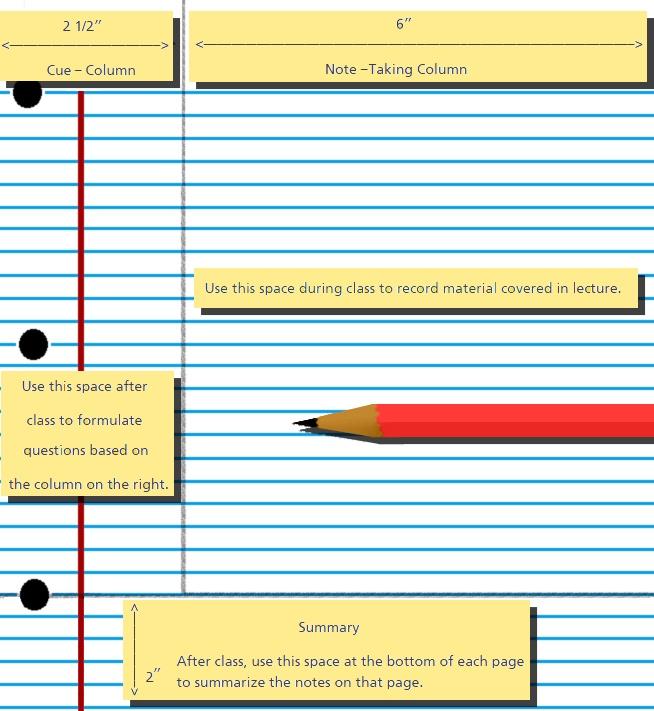 2 1/2”
Cue – Column
6”
Note –Taking Column
Use this space during class to record material covered in lecture.
Use this space after
class to formulate
questions based on
the column on the right.
Summary
2”
After class, use this space at the bottom of each page
to summarize the notes on that page.